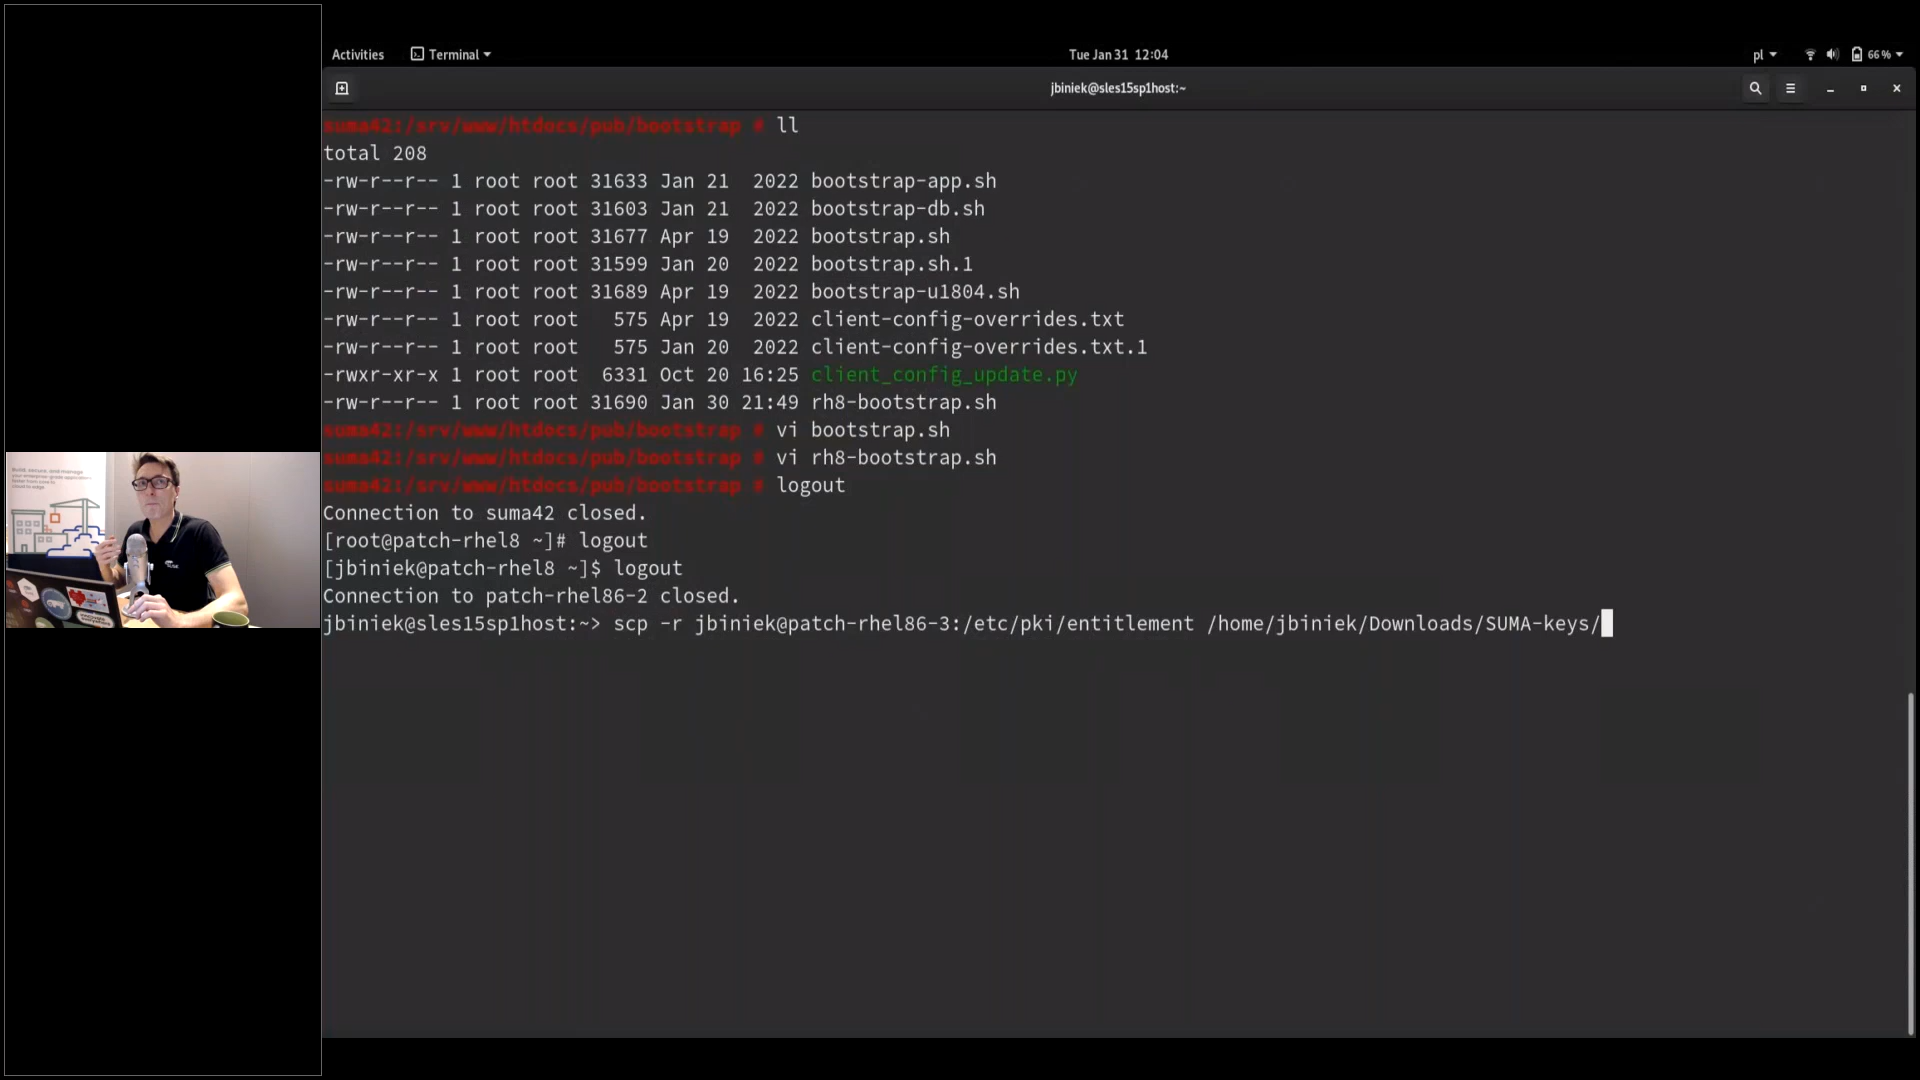 Activities Terminal Tue Jan 31 12:04 pl 66%
jbiniek@sles15sp1host:~
suma42:/srv/www/htdocs/pub/bootstrap # ll
total 208
-rw-r--r-- 1 root root 31633 Jan 21  2022 bootstrap-app.sh
-rw-r--r-- 1 root root 31603 Jan 21  2022 bootstrap-db.sh
-rw-r--r-- 1 root root 31677 Apr 19  2022 bootstrap.sh
-rw-r--r-- 1 root root 31599 Jan 20  2022 bootstrap.sh.1
-rw-r--r-- 1 root root 31689 Apr 19  2022 bootstrap-u1804.sh
-rw-r--r-- 1 root root   575 Apr 19  2022 client-config-overrides.txt
-rw-r--r-- 1 root root   575 Jan 20  2022 client-config-overrides.txt.1
-rwxr-xr-x 1 root root  6331 Oct 20 16:25 client_config_update.py
-rw-r--r-- 1 root root 31690 Jan 30 21:49 rh8-bootstrap.sh
suma42:/srv/www/htdocs/pub/bootstrap # vi bootstrap.sh
suma42:/srv/www/htdocs/pub/bootstrap # vi rh8-bootstrap.sh
suma42:/srv/www/htdocs/pub/bootstrap # logout
Connection to suma42 closed.
[root@patch-rhel8 ~]# logout
[jbiniek@patch-rhel8 ~]$ logout
Connection to patch-rhel86-2 closed.
jbiniek@sles15sp1host:~> scp -r jbiniek@patch-rhel86-3:/etc/pki/entitlement /home/jbiniek/Downloads/SUMA-keys/